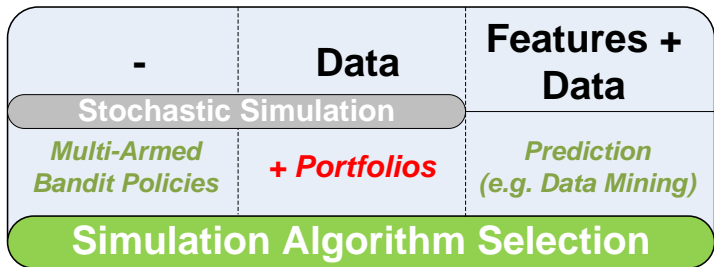 -
Data
Features +
Data
Stochastic Simulation
Multi-Armed
Bandit Policies
+ Portfolios
Prediction
(e.g. Data Mining)
Simulation Algorithm Selection